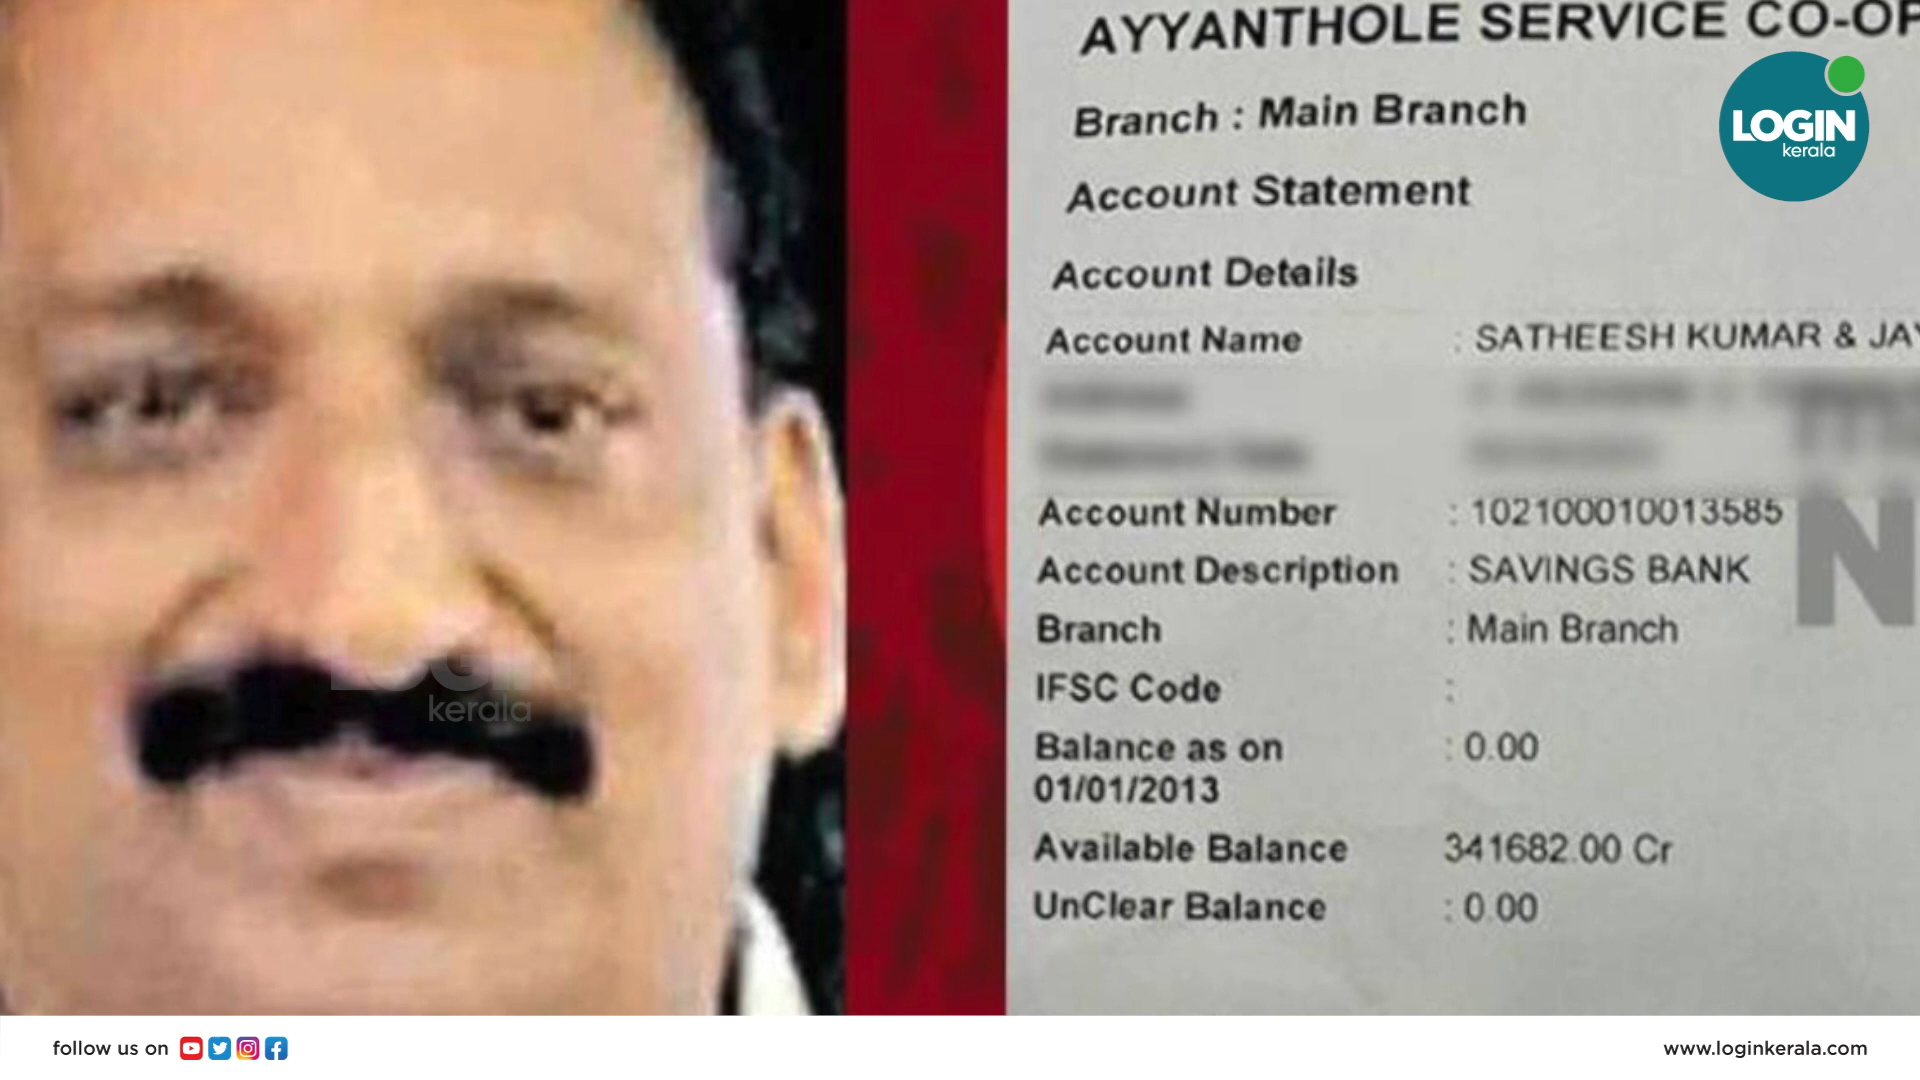 AYYANTHOLE SERVICE CO-OP
LOGIN
kerala
Branch : Main Branch
Account Statement
Account Details
Account Name : SATHEESH KUMAR & JAY
Account Number : 102100010013585
Account Description : SAVINGS BANK
Branch : Main Branch
IFSC Code :
Balance as on : 0.00
01/01/2013
Available Balance 341682.00 Cr
UnClear Balance : 0.00
N
LOGIN
kerala
follow us on
www.loginkerala.com